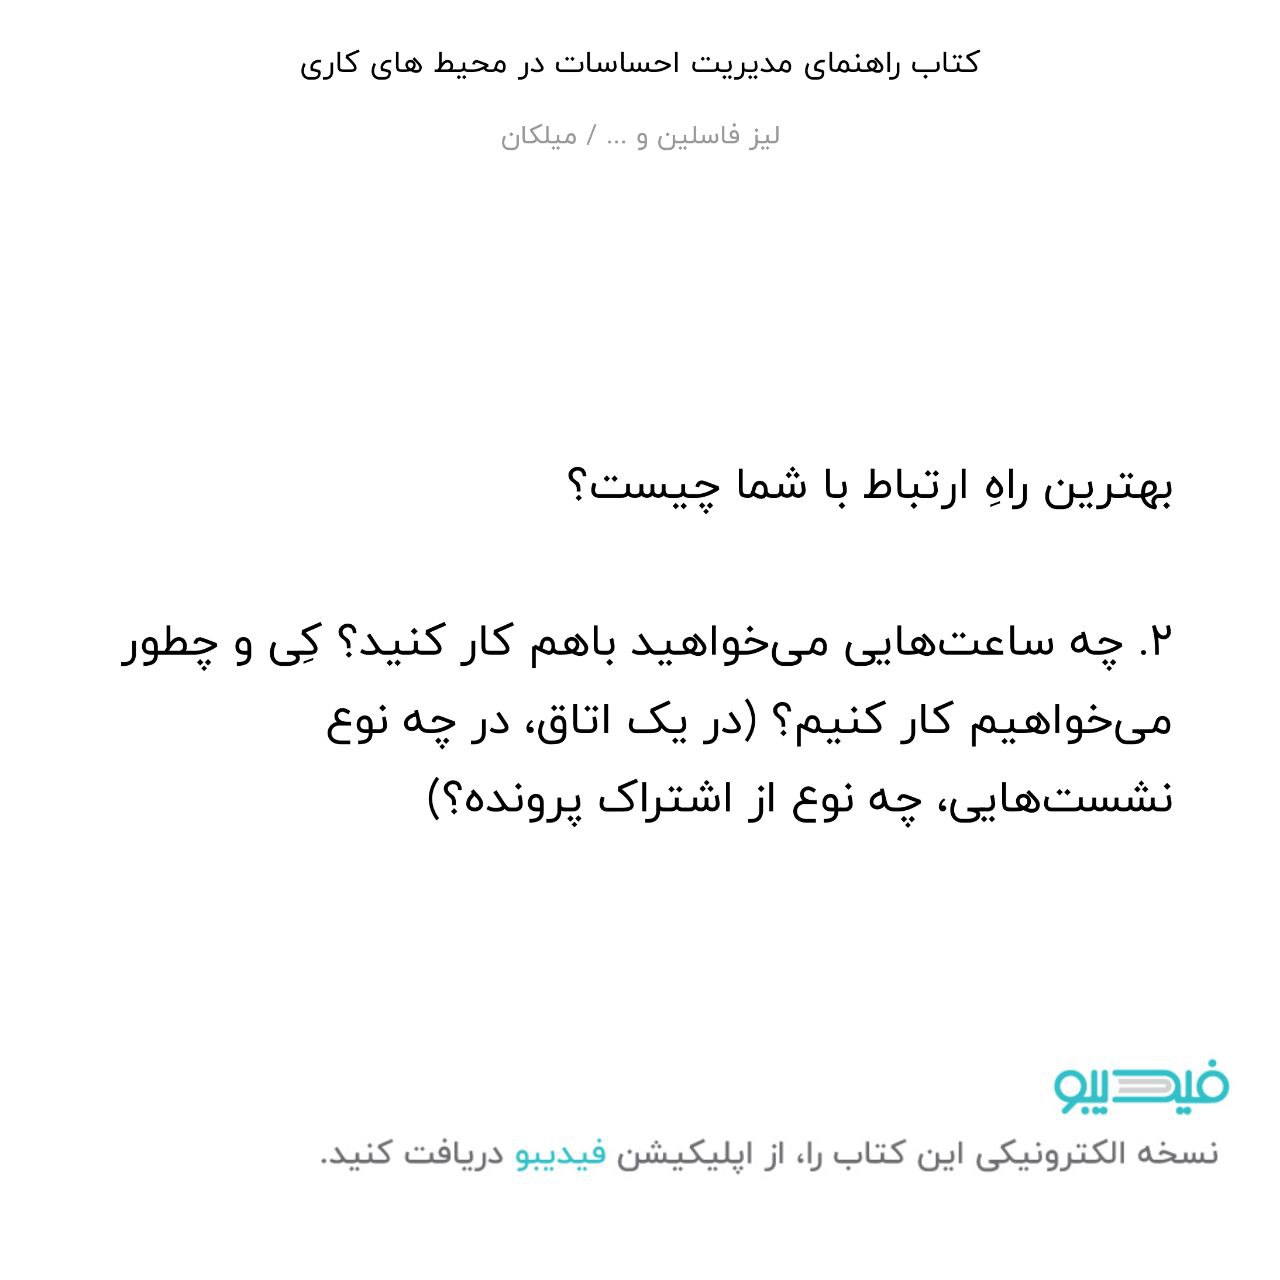 کتاب راهنمای مدیریت احساسات در محیط های کاری
لیز فاسلین و ... / میلکان
بهترین راهِ ارتباط با شما چیست؟
۲. چه ساعت‌هایی می‌خواهید باهم کار کنید؟ کِی و چطور
می‌خواهیم کار کنیم؟ (در یک اتاق، در چه نوع
نشست‌هایی، چه نوع از اشتراک پرونده؟)
فیدیبو
نسخه الکترونیکی این کتاب را، از اپلیکیشن فیدیبو دریافت کنید.